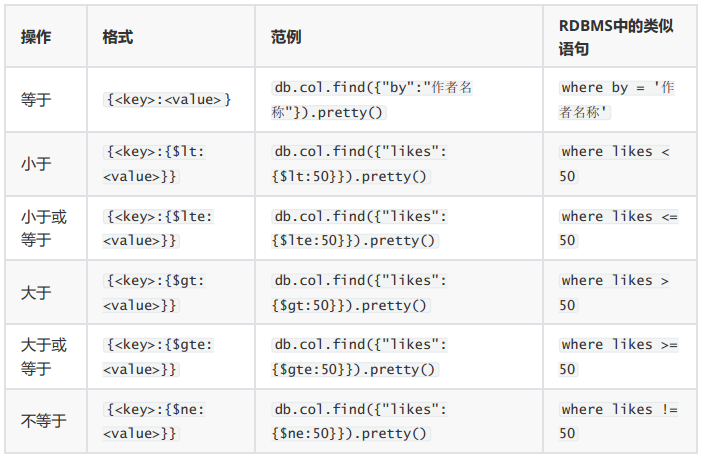 操作 格式 范例 RDBMS中的类似
语句
等于 {<key>:<value>} db.col.find({"by":"作者名
称"}).pretty() where by = '作
者名称'
小于 {<key>:{$lt:
<value>}} db.col.find({"likes":
{$lt:50}}).pretty() where likes <
50
小于或
等于 {<key>:{$lte:
<value>}} db.col.find({"likes":
{$lte:50}}).pretty() where likes <=
50
大于 {<key>:{$gt:
<value>}} db.col.find({"likes":
{$gt:50}}).pretty() where likes >
50
大于或
等于 {<key>:{$gte:
<value>}} db.col.find({"likes":
{$gte:50}}).pretty() where likes >=
50
不等于 {<key>:{$ne:
<value>}} db.col.find({"likes":
{$ne:50}}).pretty() where likes !=
50